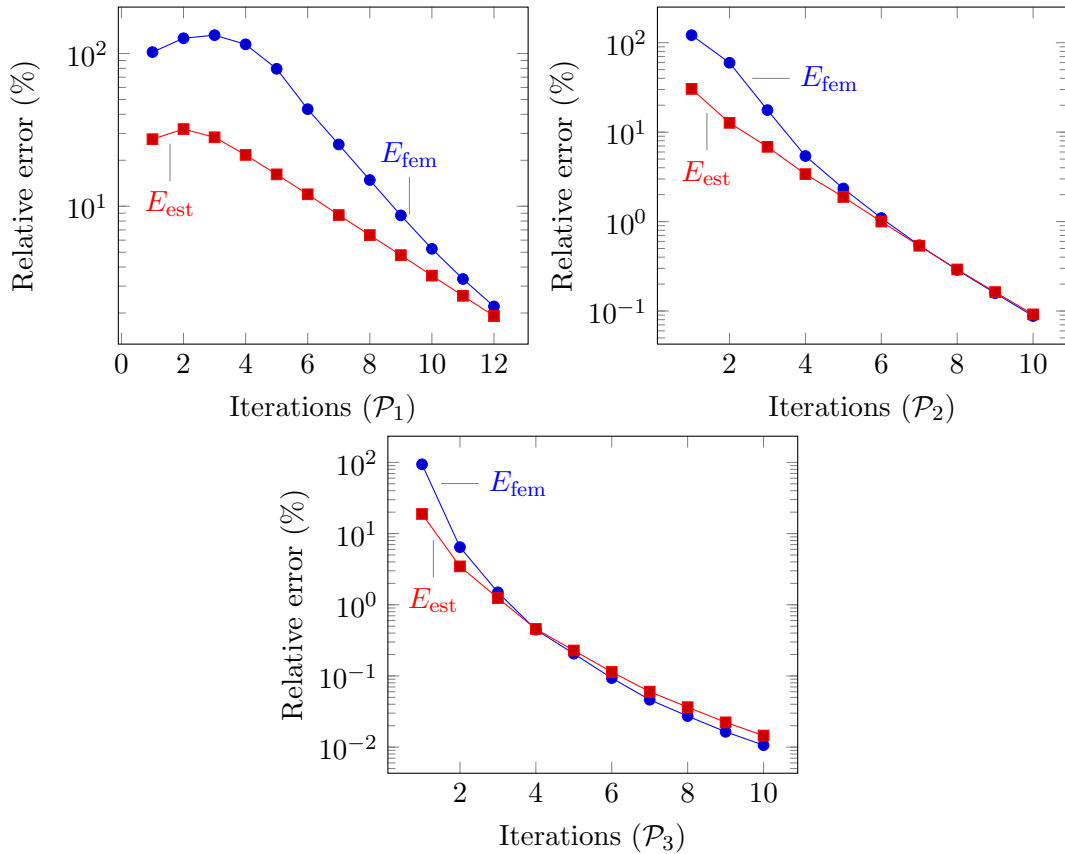 10^2
10^1
Relative error (%)
E_fem
E_est
0 2 4 6 8 10 12
Iterations (𝒫_1)
10^2
10^1
10^0
10^−1
Relative error (%)
E_fem
E_est
2 4 6 8 10
Iterations (𝒫_2)
10^2
10^1
10^0
10^−1
10^−2
Relative error (%)
E_fem
E_est
2 4 6 8 10
Iterations (𝒫_3)